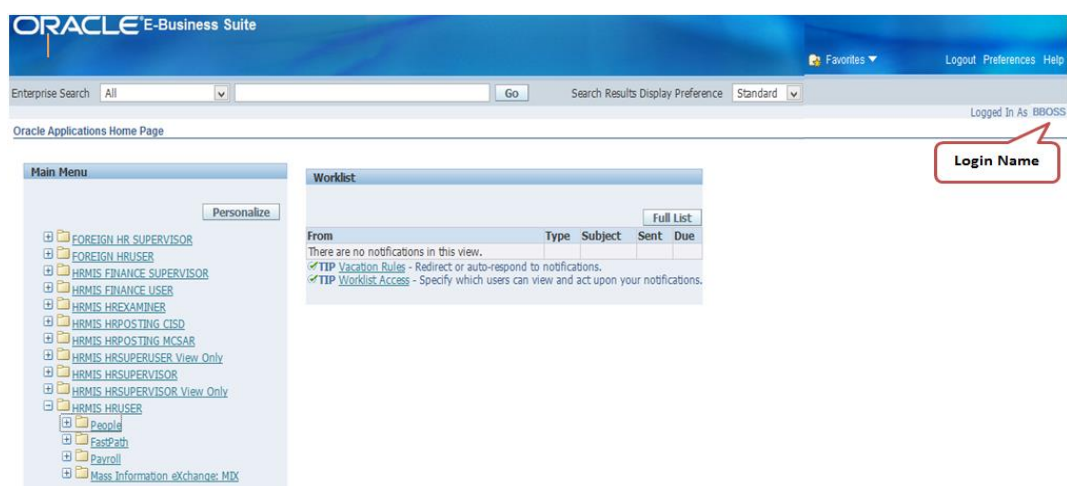 ORACLE® E-Business Suite
Favorites
Logout Preferences Help
Enterprise Search All Go Search Results Display Preference Standard
Logged In As BBOSS
Oracle Applications Home Page
Login Name
Main Menu
Personalize
FOREIGN HR SUPERVISOR
FOREIGN HRUSER
HRMIS FINANCE SUPERVISOR
HRMIS FINANCE USER
HRMIS HREXAMINER
HRMIS HRPOSTING CISD
HRMIS HRPOSTING MCSAR
HRMIS HRSUPERUSER View Only
HRMIS HRSUPERVISOR
HRMIS HRSUPERVISOR View Only
HRMIS HRUSER
People
FastPath
Payroll
Mass Information eXchange: MIX
Worklist
Full List
From Type Subject Sent Due
There are no notifications in this view.
TIP Vacation Rules - Redirect or auto-respond to notifications.
TIP Worklist Access - Specify which users can view and act upon your notifications.